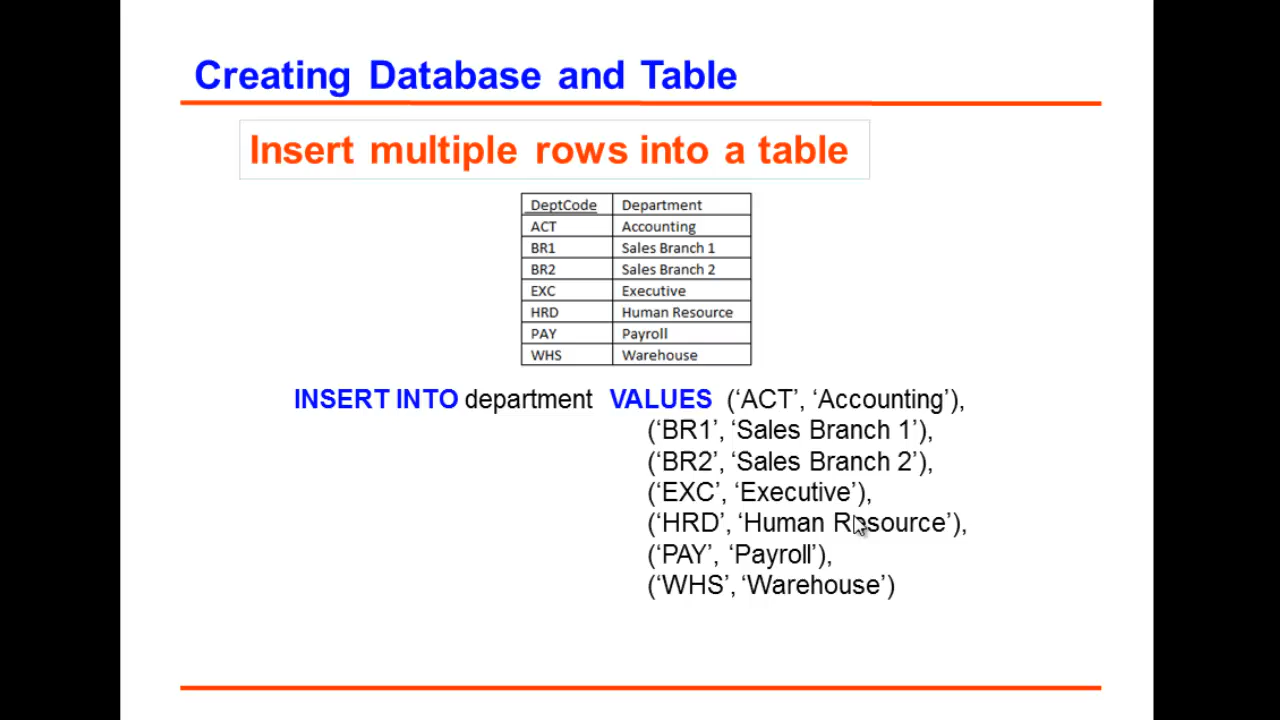 Creating Database and Table
Insert multiple rows into a table
DeptCode Department
ACT Accounting
BR1 Sales Branch 1
BR2 Sales Branch 2
EXC Executive
HRD Human Resource
PAY Payroll
WHS Warehouse
INSERT INTO department VALUES (‘ACT’, ‘Accounting’),
(‘BR1’, ‘Sales Branch 1’),
(‘BR2’, ‘Sales Branch 2’),
(‘EXC’, ‘Executive’),
(‘HRD’, ‘Human Resource’),
(‘PAY’, ‘Payroll’),
(‘WHS’, ‘Warehouse’)